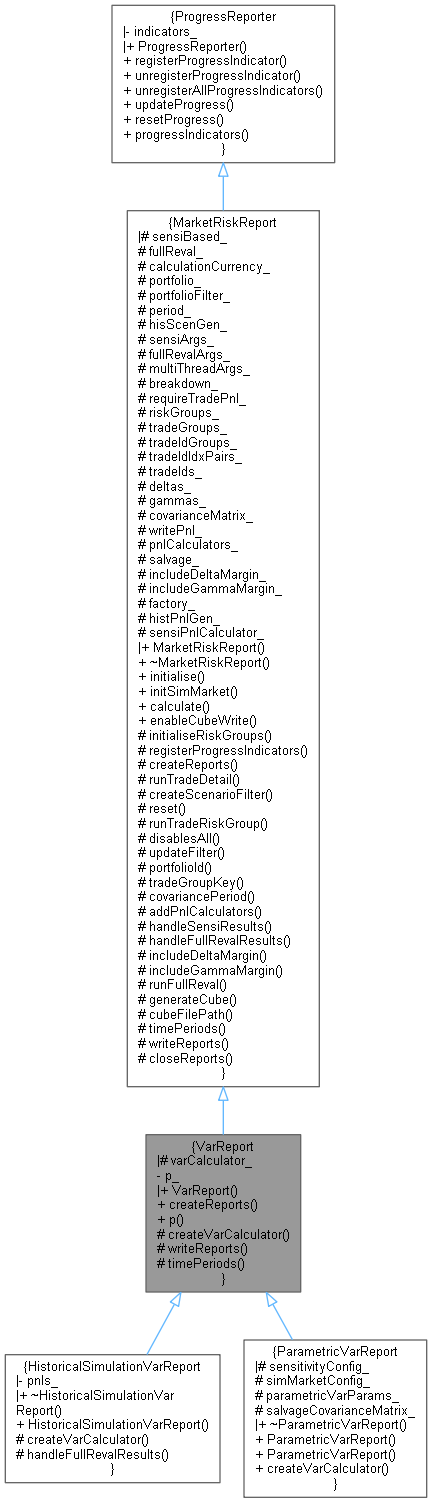 {ProgressReporter
|- indicators_
|+ ProgressReporter()
+ registerProgressIndicator()
+ unregisterProgressIndicator()
+ unregisterAllProgressIndicators()
+ updateProgress()
+ resetProgress()
+ progressIndicators()
}
{MarketRiskReport
|# sensiBased_
# fullReval_
# calculationCurrency_
# portfolio_
# portfolioFilter_
# period_
# hisScenGen_
# sensiArgs_
# fullRevalArgs_
# multiThreadArgs_
# breakdown_
# requireTradePnl_
# riskGroups_
# tradeGroups_
# tradeIdGroups_
# tradeIdIdxPairs_
# tradeIds_
# deltas_
# gammas_
# covarianceMatrix_
# writePnl_
# pnlCalculators_
# salvage_
# includeDeltaMargin_
# includeGammaMargin_
# factory_
# histPnlGen_
# sensiPnlCalculator_
|+ MarketRiskReport()
+ ~MarketRiskReport()
+ initialise()
+ initSimMarket()
+ calculate()
+ enableCubeWrite()
# initialiseRiskGroups()
# registerProgressIndicators()
# createReports()
# runTradeDetail()
# createScenarioFilter()
# reset()
# runTradeRiskGroup()
# disablesAll()
# updateFilter()
# portfolioId()
# tradeGroupKey()
# covariancePeriod()
# addPnlCalculators()
# handleSensiResults()
# handleFullRevalResults()
# includeDeltaMargin()
# includeGammaMargin()
# runFullReval()
# generateCube()
# cubeFilePath()
# timePeriods()
# writeReports()
# closeReports()
}
{VarReport
|# varCalculator_
- p_
|+ VarReport()
+ createReports()
+ p()
# createVarCalculator()
# writeReports()
# timePeriods()
}
{HistoricalSimulationVarReport
|- pnls_
|+ ~HistoricalSimulationVar
Report()
+ HistoricalSimulationVarReport()
# createVarCalculator()
# handleFullRevalResults()
}
{ParametricVarReport
|# sensitivityConfig_
# simMarketConfig_
# parametricVarParams_
# salvageCovarianceMatrix_
|+ ~ParametricVarReport()
+ ParametricVarReport()
+ ParametricVarReport()
+ createVarCalculator()
}